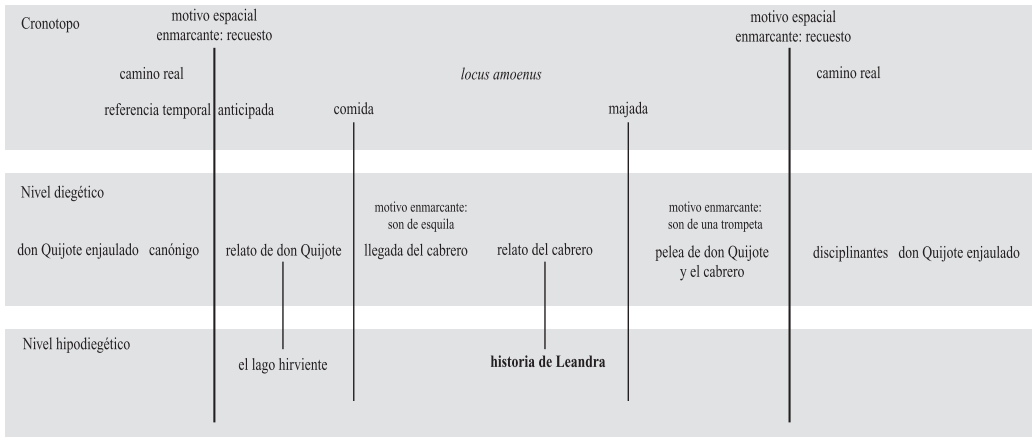 Cronotopo
motivo espacial
enmarcante: recuesto
motivo espacial
enmarcante: recuesto
camino real
locus amoenus
camino real
referencia temporal anticipada
comida
majada
Nivel diegético
motivo enmarcante:
son de esquila
motivo enmarcante:
son de una trompeta
don Quijote enjaulado
canónigo
relato de don Quijote
llegada del cabrero
relato del cabrero
pelea de don Quijote
y el cabrero
disciplinantes
don Quijote enjaulado
Nivel hipodiegético
el lago hirviente
historia de Leandra